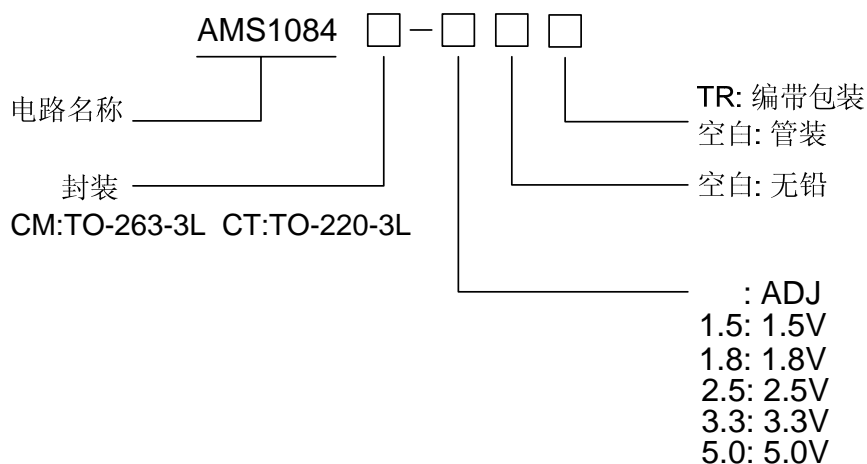 AMS1084 □-□□□
电路名称
TR: 编带包装
空白: 管装
封装
空白: 无铅
CM:TO-263-3L CT:TO-220-3L
: ADJ
1.5: 1.5V
1.8: 1.8V
2.5: 2.5V
3.3: 3.3V
5.0: 5.0V